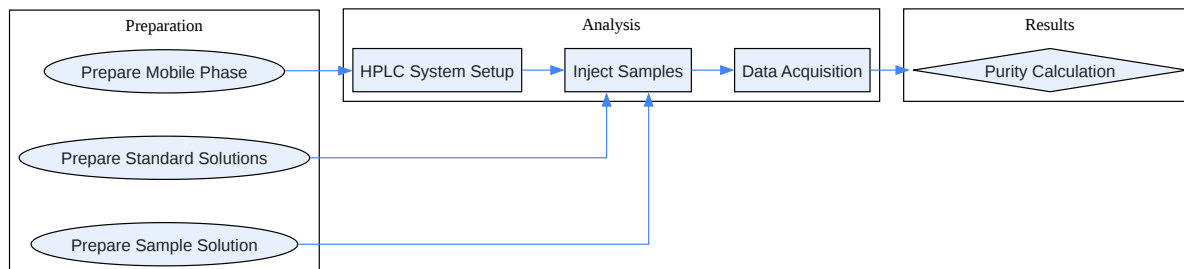 Preparation
Analysis
Results
Prepare Mobile Phase
HPLC System Setup
Inject Samples
Data Acquisition
Purity Calculation
Prepare Standard Solutions
Prepare Sample Solution